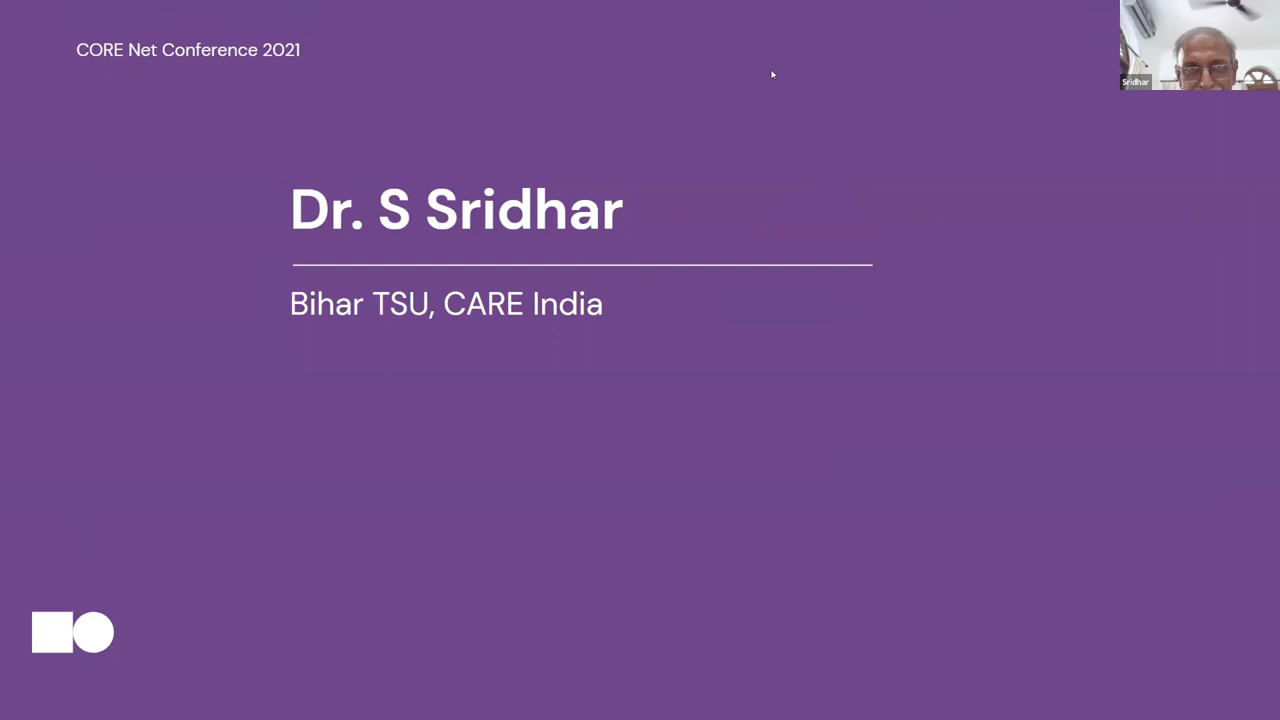 CORE Net Conference 2021
Sridhar
Dr. S Sridhar
Bihar TSU, CARE India